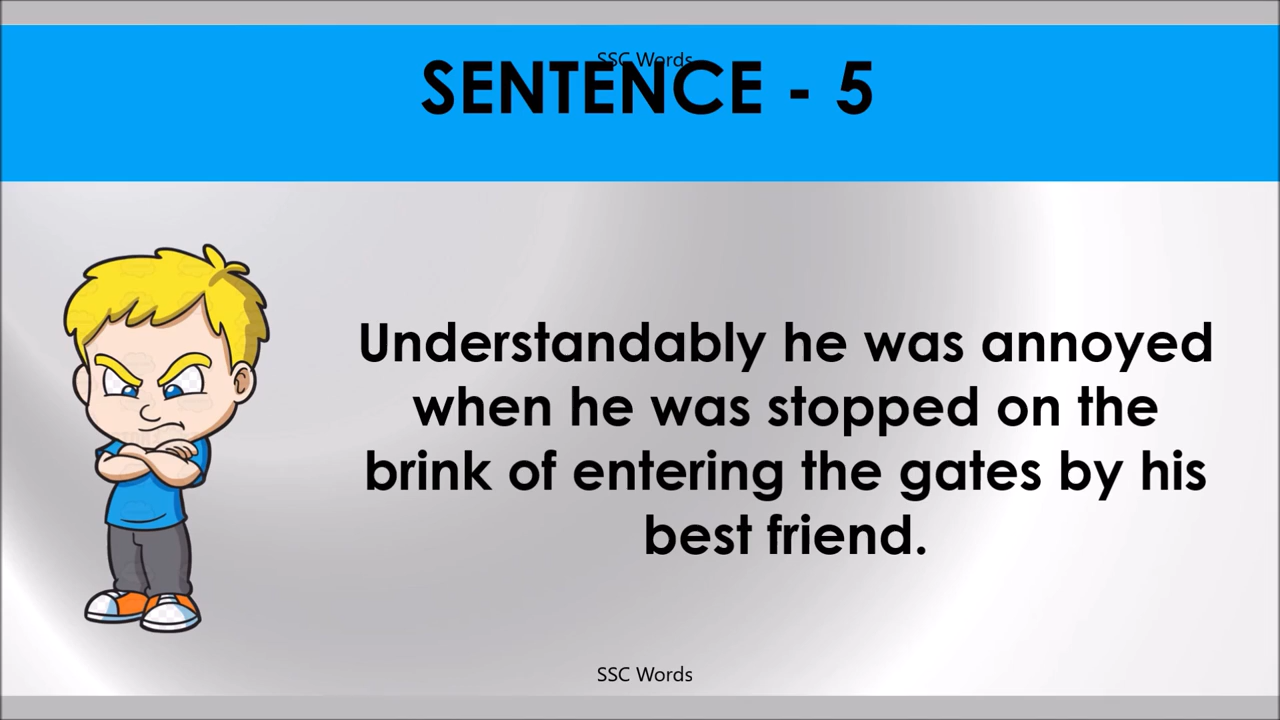 SSC Words
SENTENCE - 5
Understandably he was annoyed
when he was stopped on the
brink of entering the gates by his
best friend.
SSC Words